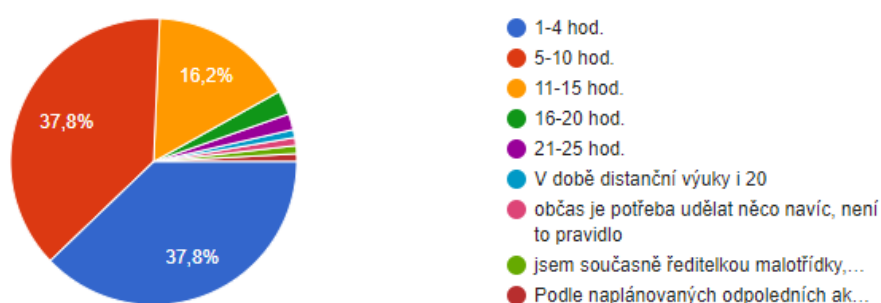 16,2%
37,8%
37,8%
1-4 hod.
5-10 hod.
11-15 hod.
16-20 hod.
21-25 hod.
V době distanční výuky i 20
občas je potřeba udělat něco navíc, není
to pravidlo
jsem současně ředitelkou malotřídky,...
Podle naplánovaných odpoledních ak...